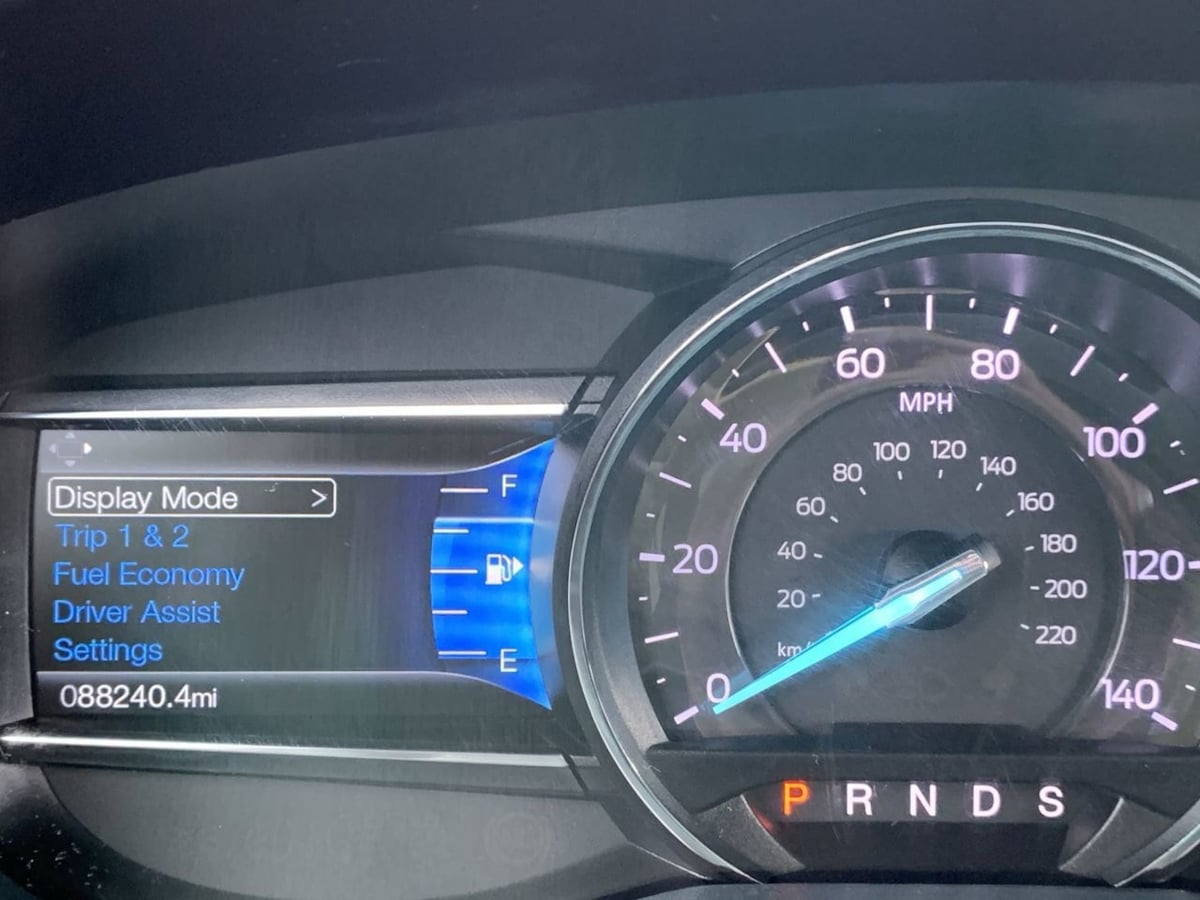 Display Mode >
Trip 1 & 2
Fuel Economy
Driver Assist
Settings
088240.4mi
F
E
0
20
40
60
80
100
120
140
MPH
20
40
60
80
100
120
140
160
180
200
220
P R N D S